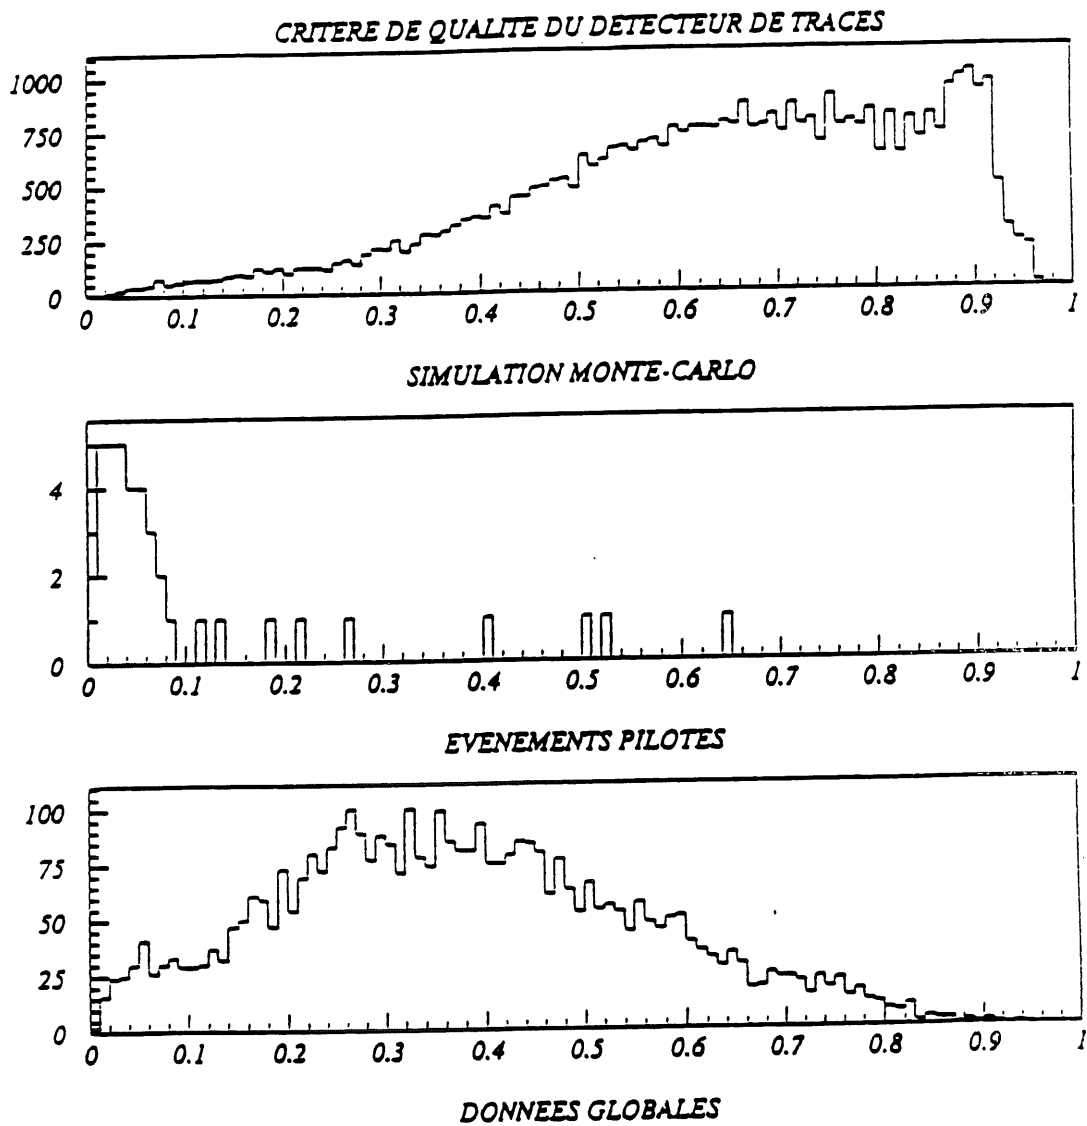 CRITERE DE QUALITE DU DETECTEUR DE TRACES
1000
750
500
250
0
0 0.1 0.2 0.3 0.4 0.5 0.6 0.7 0.8 0.9 1
SIMULATION MONTE-CARLO
4
2
0
0 0.1 0.2 0.3 0.4 0.5 0.6 0.7 0.8 0.9 1
EVENEMENTS PILOTES
100
75
50
25
0
0 0.1 0.2 0.3 0.4 0.5 0.6 0.7 0.8 0.9 1
DONNEES GLOBALES